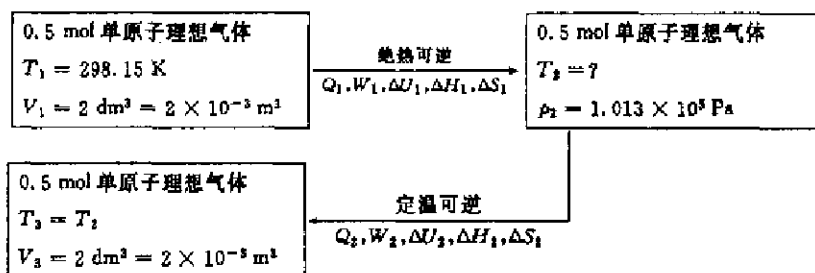 0.5 mol 单原子理想气体
T₁ = 298.15 K
V₁ = 2 dm³ = 2 × 10⁻³ m³
绝热可逆
Q₁,W₁,ΔU₁,ΔH₁,ΔS₁
0.5 mol 单原子理想气体
T₂ = ?
p₂ = 1.013 × 10⁵ Pa
0.5 mol 单原子理想气体
T₃ = T₂
V₃ = 2 dm³ = 2 × 10⁻³ m³
定温可逆
Q₂,W₂,ΔU₂,ΔH₂,ΔS₂